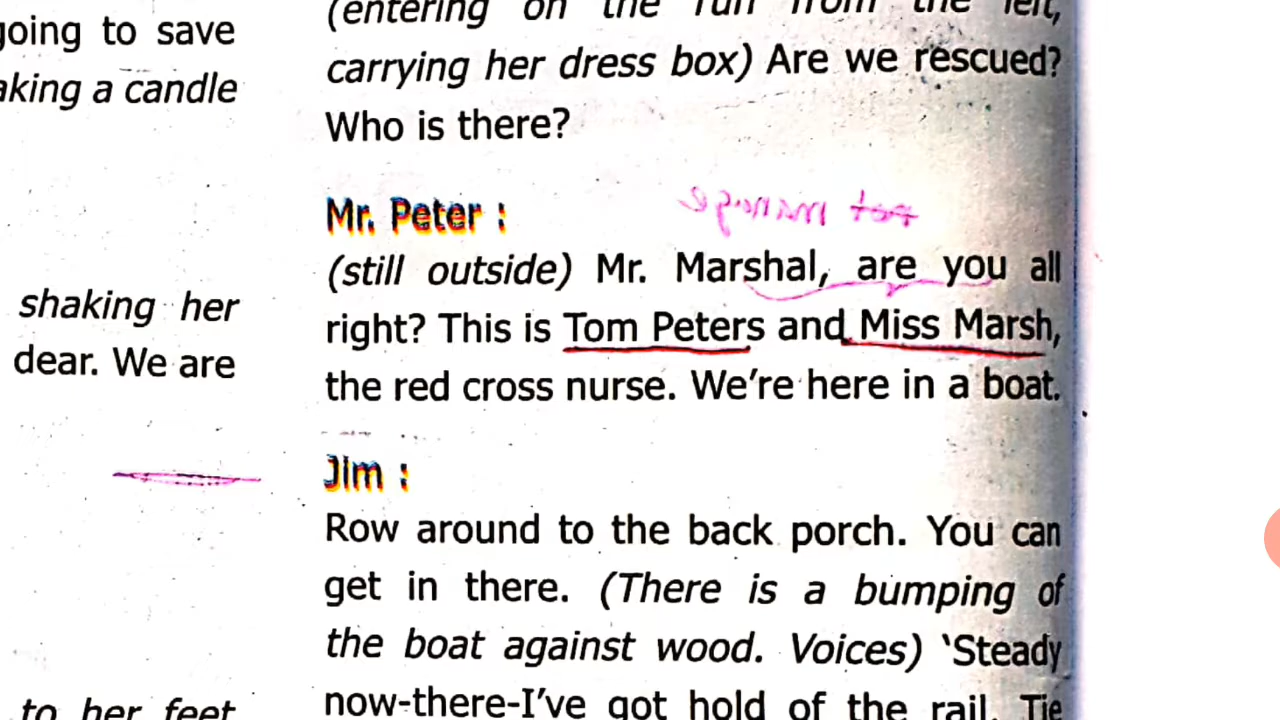 going to save
aking a candle
shaking her
dear. We are
to her feet
(entering on the run from the left,
carrying her dress box) Are we rescued?
Who is there?
Mr. Peter :
(still outside) Mr. Marshal, are you all
right? This is Tom Peters and Miss Marsh,
the red cross nurse. We're here in a boat.
Jim :
Row around to the back porch. You can
get in there. (There is a bumping of
the boat against wood. Voices) 'Steady
now-there-I've got hold of the rail. Tie